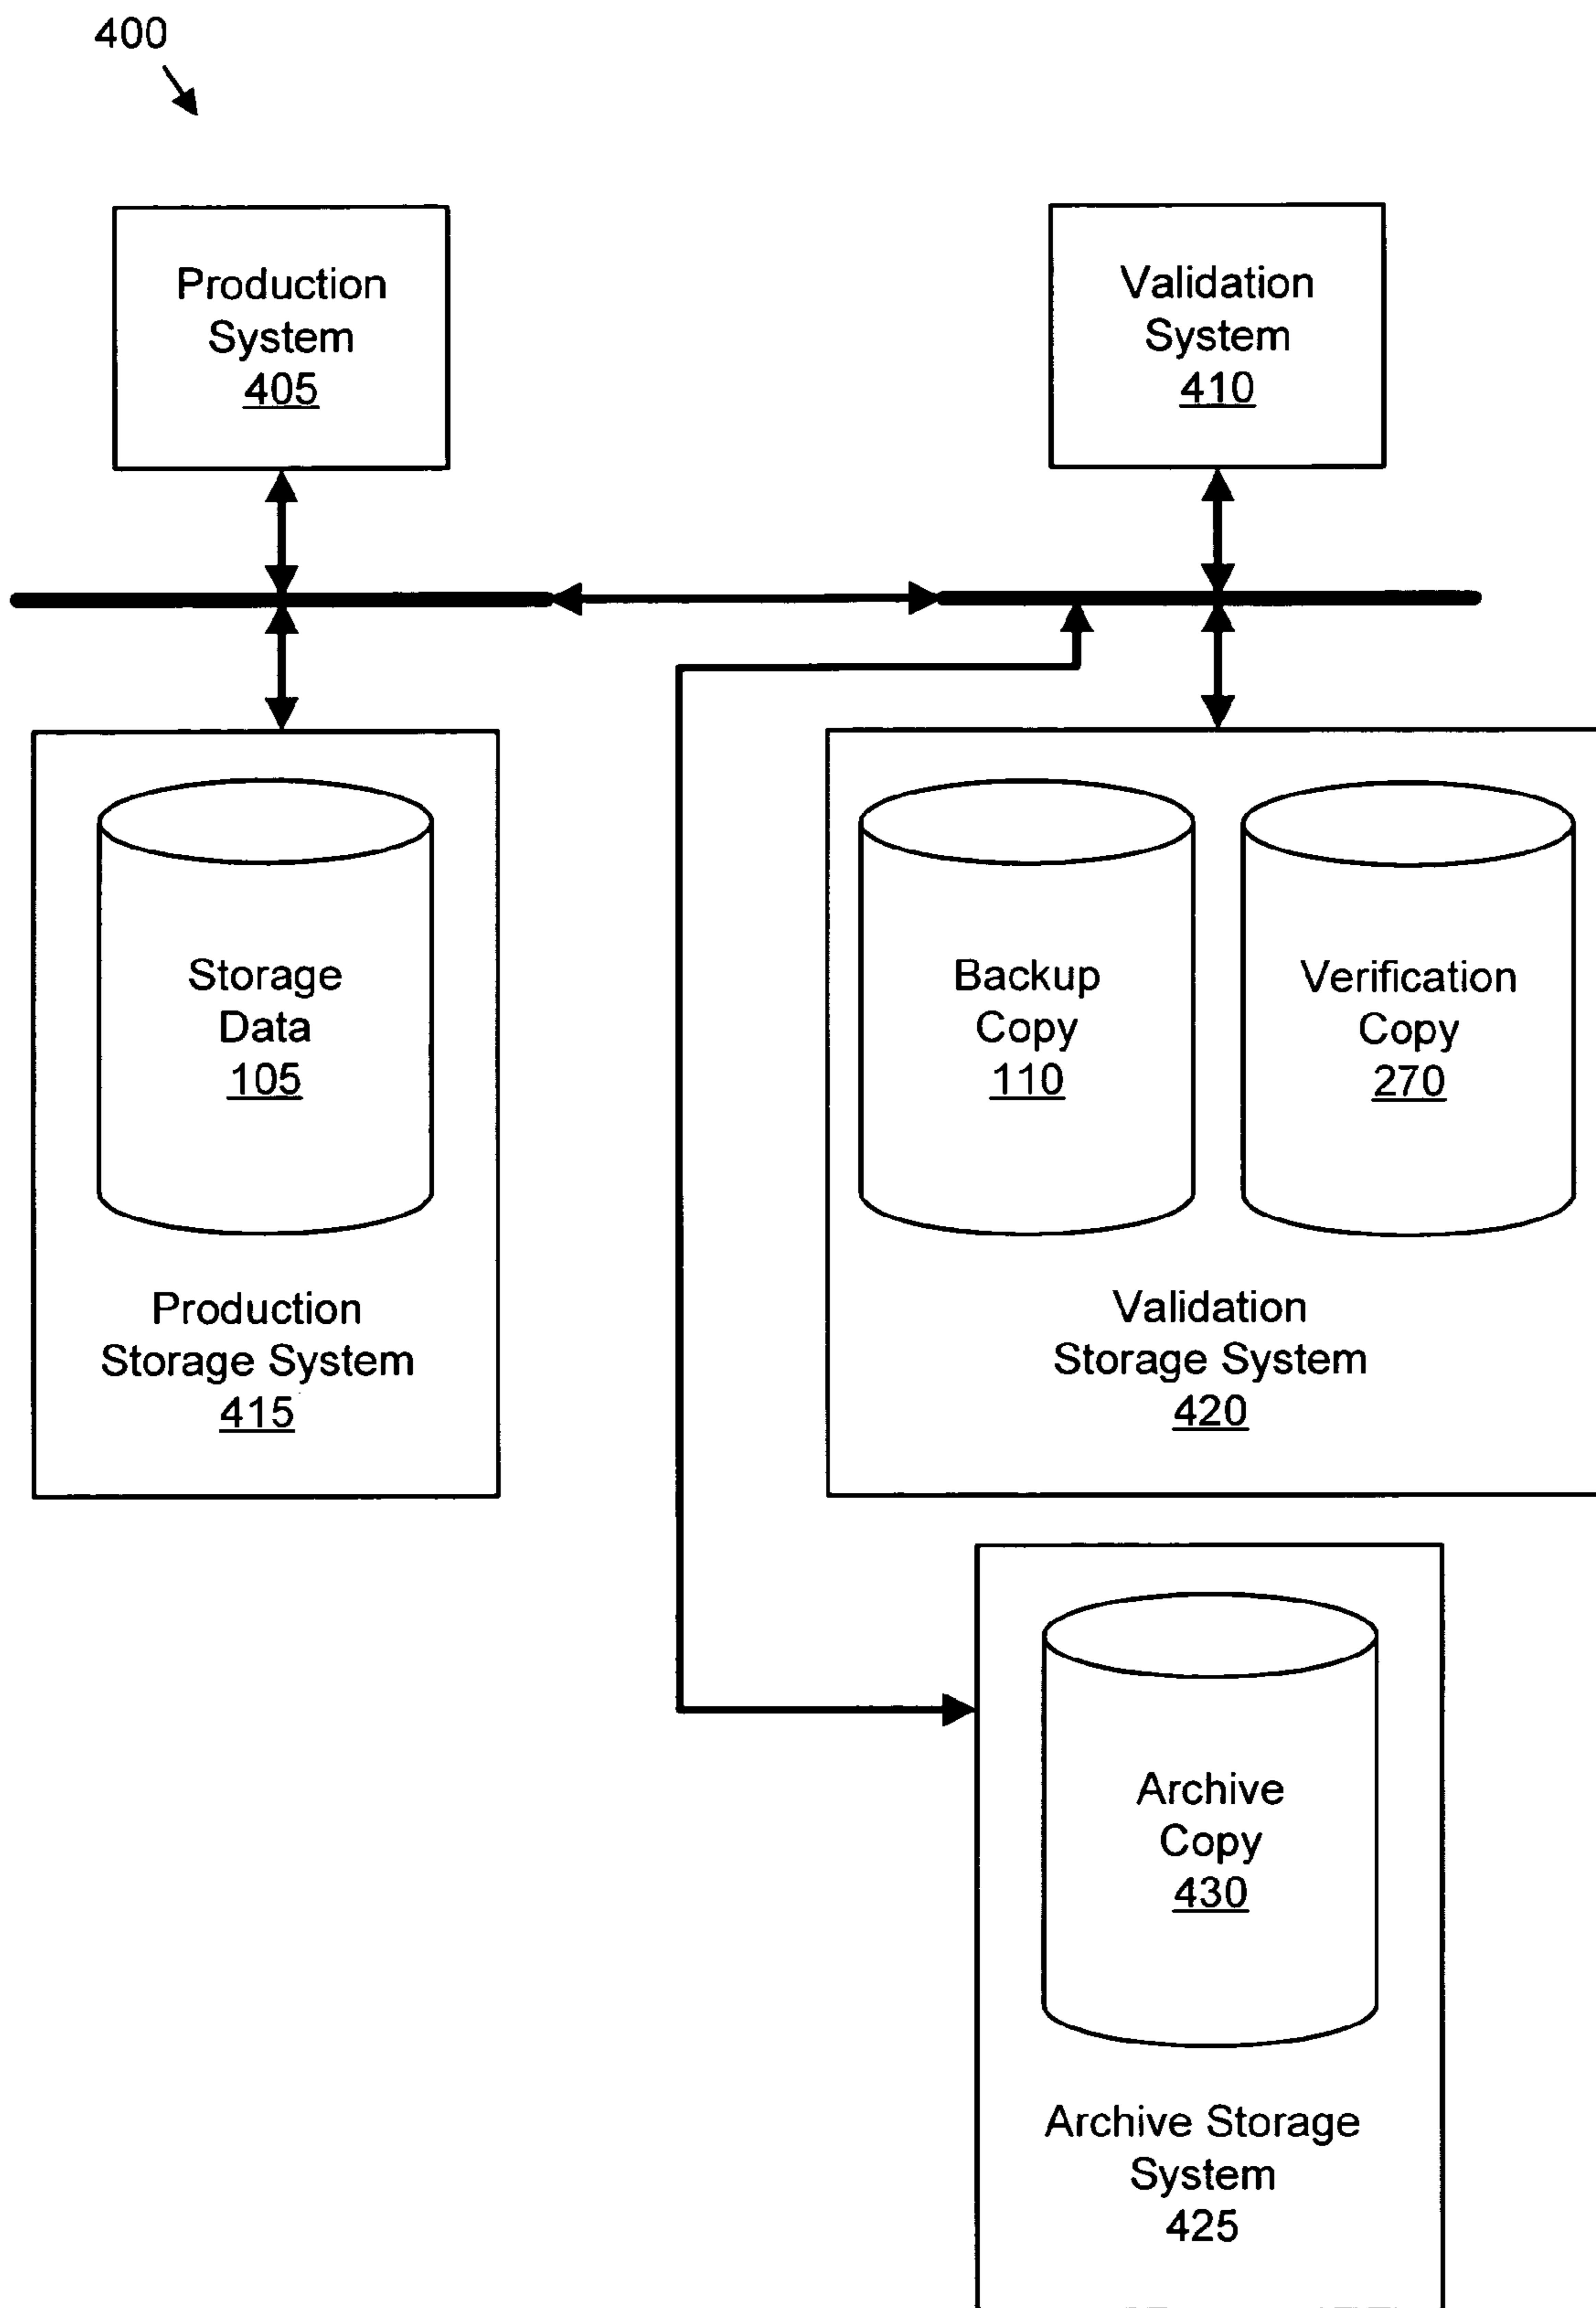 400
Production
System
405
Validation
System
410
Storage
Data
105
Production
Storage System
415
Backup
Copy
110
Verification
Copy
270
Validation
Storage System
420
Archive
Copy
430
Archive Storage
System
425